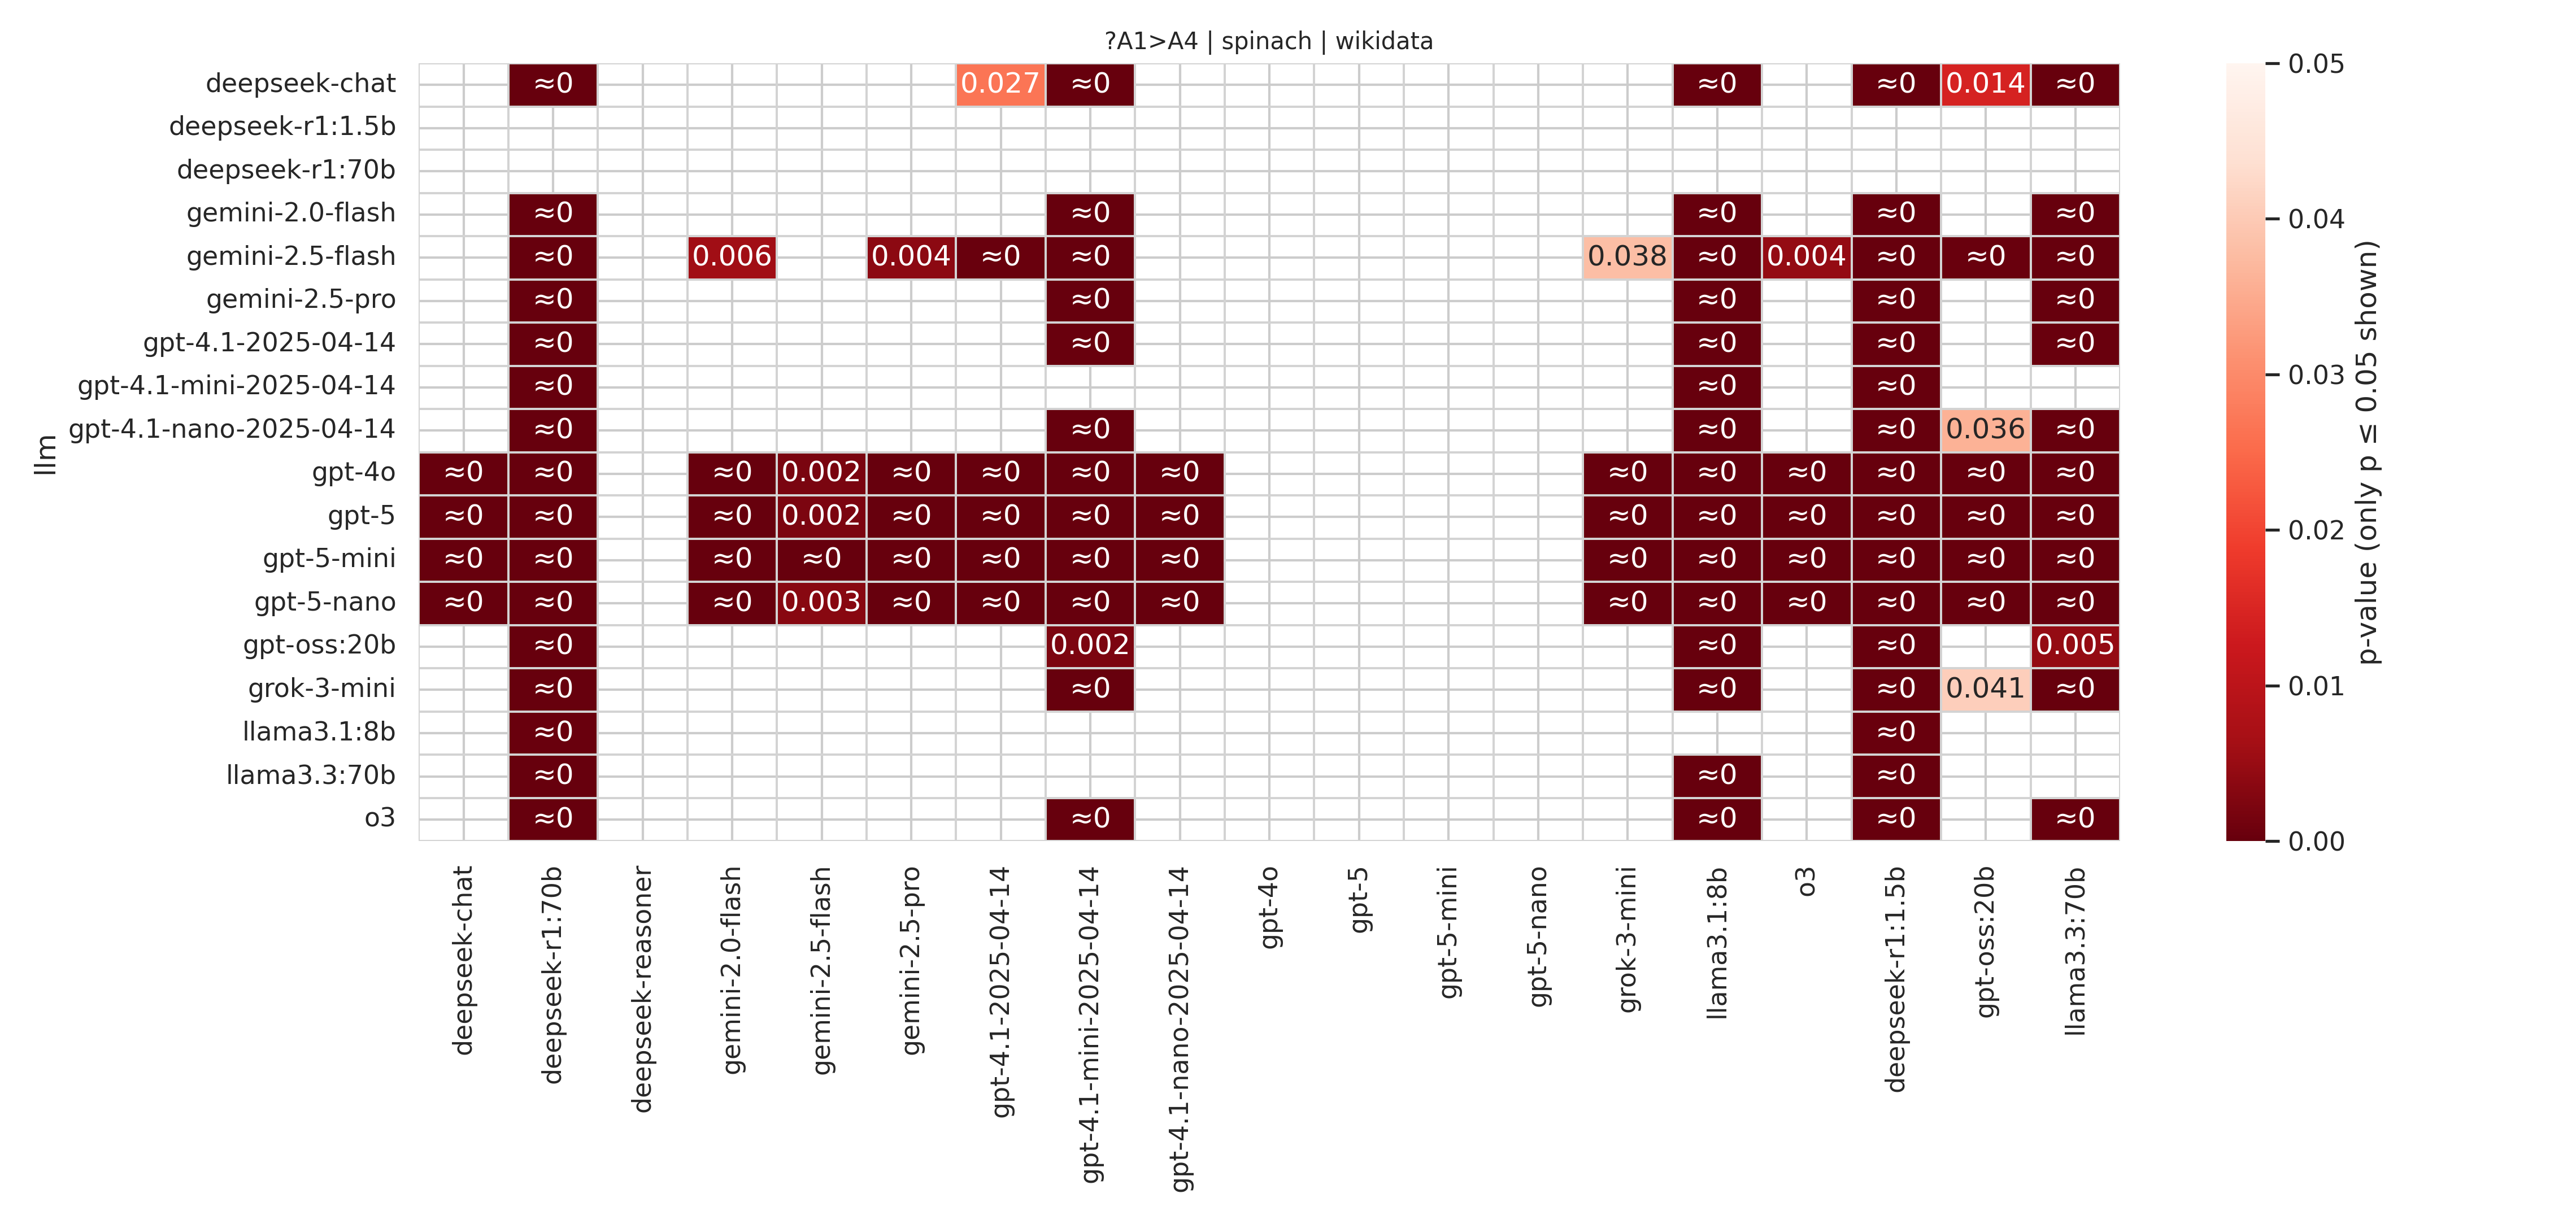 ?A1>A4 | spinach | wikidata
deepseek-chat ≈0 0.027 ≈0 ≈0 ≈0 0.014 ≈0
deepseek-r1:1.5b
deepseek-r1:70b
gemini-2.0-flash ≈0 ≈0 ≈0 ≈0 ≈0
gemini-2.5-flash ≈0 0.006 0.004 ≈0 ≈0 0.038 ≈0 0.004 ≈0 ≈0 ≈0
gemini-2.5-pro ≈0 ≈0 ≈0 ≈0 ≈0
gpt-4.1-2025-04-14 ≈0 ≈0 ≈0 ≈0 ≈0
gpt-4.1-mini-2025-04-14 ≈0 ≈0 ≈0
gpt-4.1-nano-2025-04-14 ≈0 ≈0 ≈0 ≈0 0.036 ≈0
gpt-4o ≈0 ≈0 ≈0 0.002 ≈0 ≈0 ≈0 ≈0 ≈0 ≈0 ≈0 ≈0 ≈0 ≈0
gpt-5 ≈0 ≈0 ≈0 0.002 ≈0 ≈0 ≈0 ≈0 ≈0 ≈0 ≈0 ≈0 ≈0 ≈0
gpt-5-mini ≈0 ≈0 ≈0 ≈0 ≈0 ≈0 ≈0 ≈0 ≈0 ≈0 ≈0 ≈0 ≈0 ≈0
gpt-5-nano ≈0 ≈0 ≈0 0.003 ≈0 ≈0 ≈0 ≈0 ≈0 ≈0 ≈0 ≈0 ≈0 ≈0
gpt-oss:20b ≈0 0.002 ≈0 ≈0 0.005
grok-3-mini ≈0 ≈0 ≈0 ≈0 0.041 ≈0
llama3.1:8b ≈0 ≈0
llama3.3:70b ≈0 ≈0 ≈0
o3 ≈0 ≈0 ≈0 ≈0 ≈0
llm
deepseek-chat
deepseek-r1:70b
deepseek-reasoner
gemini-2.0-flash
gemini-2.5-flash
gemini-2.5-pro
gpt-4.1-2025-04-14
gpt-4.1-mini-2025-04-14
gpt-4.1-nano-2025-04-14
gpt-4o
gpt-5
gpt-5-mini
gpt-5-nano
grok-3-mini
llama3.1:8b
o3
deepseek-r1:1.5b
gpt-oss:20b
llama3.3:70b
0.05
0.04
0.03
0.02
0.01
0.00
p-value (only p ≤ 0.05 shown)